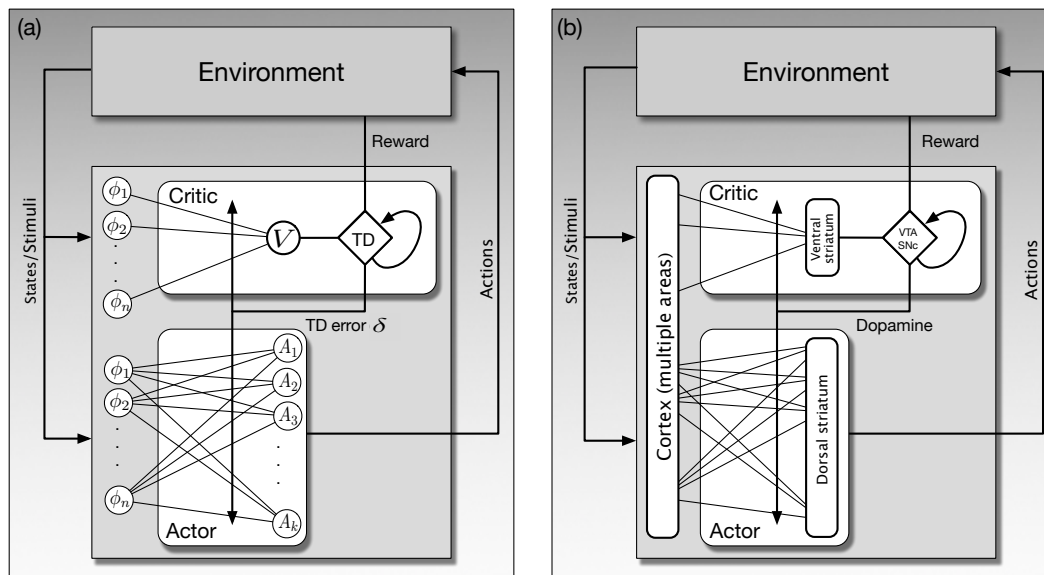 (a)
Environment
Reward
States/Stimuli
Actions
ϕ1
ϕ2
.
.
.
ϕn
Critic
V
TD
TD error δ
ϕ1
ϕ2
.
.
.
ϕn
A1
A2
A3
.
.
.
Ak
Actor
(b)
Environment
Reward
States/Stimuli
Actions
Cortex (multiple areas)
Critic
Ventral
striatum
VTA
SNc
Dopamine
Dorsal striatum
Actor